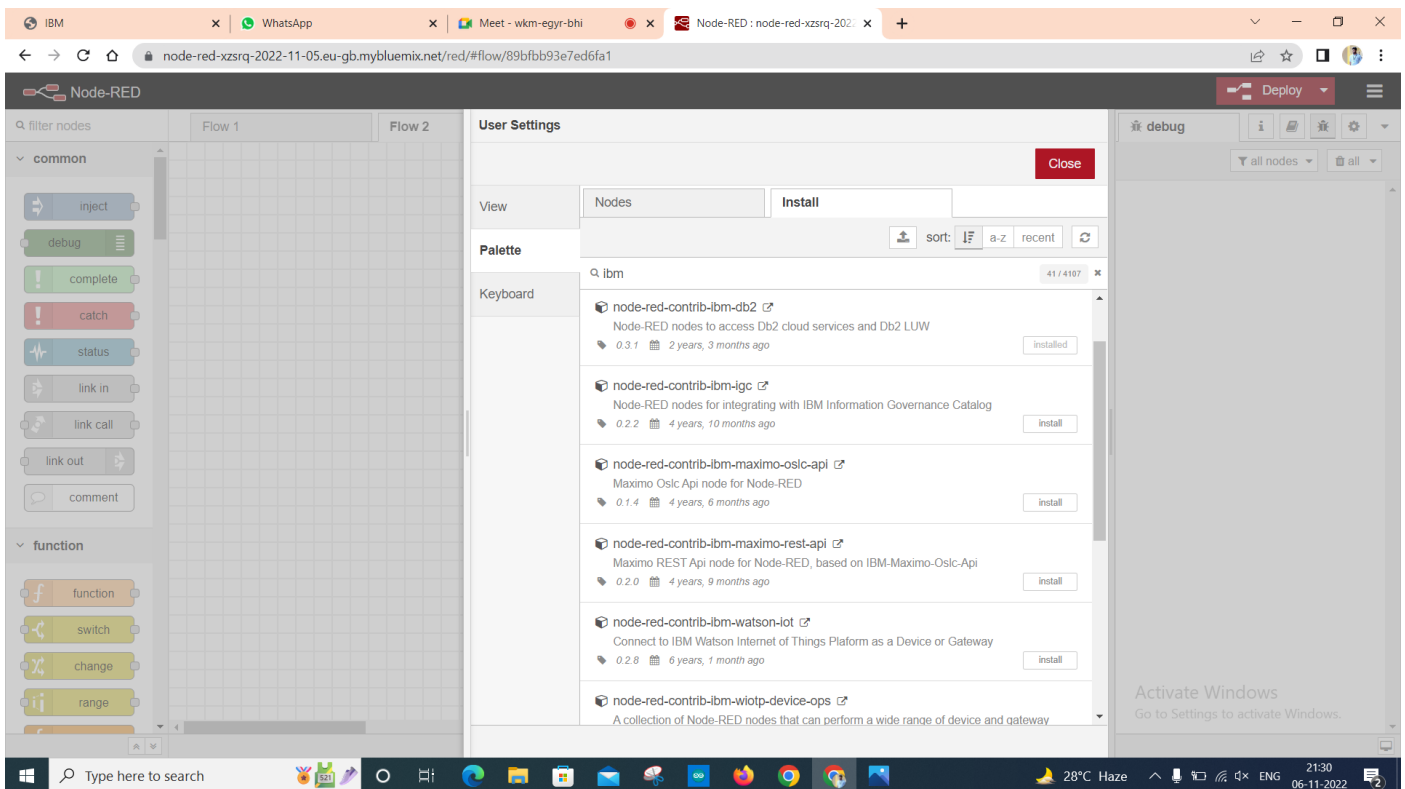 IBM
WhatsApp
Meet - wkm-egyr-bhi
Node-RED : node-red-xzsrq-202
node-red-xzsrq-2022-11-05.eu-gb.mybluemix.net/red/#flow/89bfbb93e7ed6fa1
Node-RED
Deploy
filter nodes
Flow 1
Flow 2
User Settings
debug
common
Close
all nodes
all
inject
debug
complete
catch
status
link in
link call
link out
comment
function
function
switch
change
range
View
Palette
Keyboard
Nodes
Install
sort: a-z recent
ibm
41 / 4107
node-red-contrib-ibm-db2
Node-RED nodes to access Db2 cloud services and Db2 LUW
0.3.1 2 years, 3 months ago
installed
node-red-contrib-ibm-igc
Node-RED nodes for integrating with IBM Information Governance Catalog
0.2.2 4 years, 10 months ago
install
node-red-contrib-ibm-maximo-oslc-api
Maximo Oslc Api node for Node-RED
0.1.4 4 years, 6 months ago
install
node-red-contrib-ibm-maximo-rest-api
Maximo REST Api node for Node-RED, based on IBM-Maximo-Oslc-Api
0.2.0 4 years, 9 months ago
install
node-red-contrib-ibm-watson-iot
Connect to IBM Watson Internet of Things Plaform as a Device or Gateway
0.2.8 6 years, 1 month ago
install
node-red-contrib-ibm-wiotp-device-ops
A collection of Node-RED nodes that can perform a wide range of device and gateway
Activate Windows
Go to Settings to activate Windows.
Type here to search
28°C Haze
ENG
21:30
06-11-2022
2